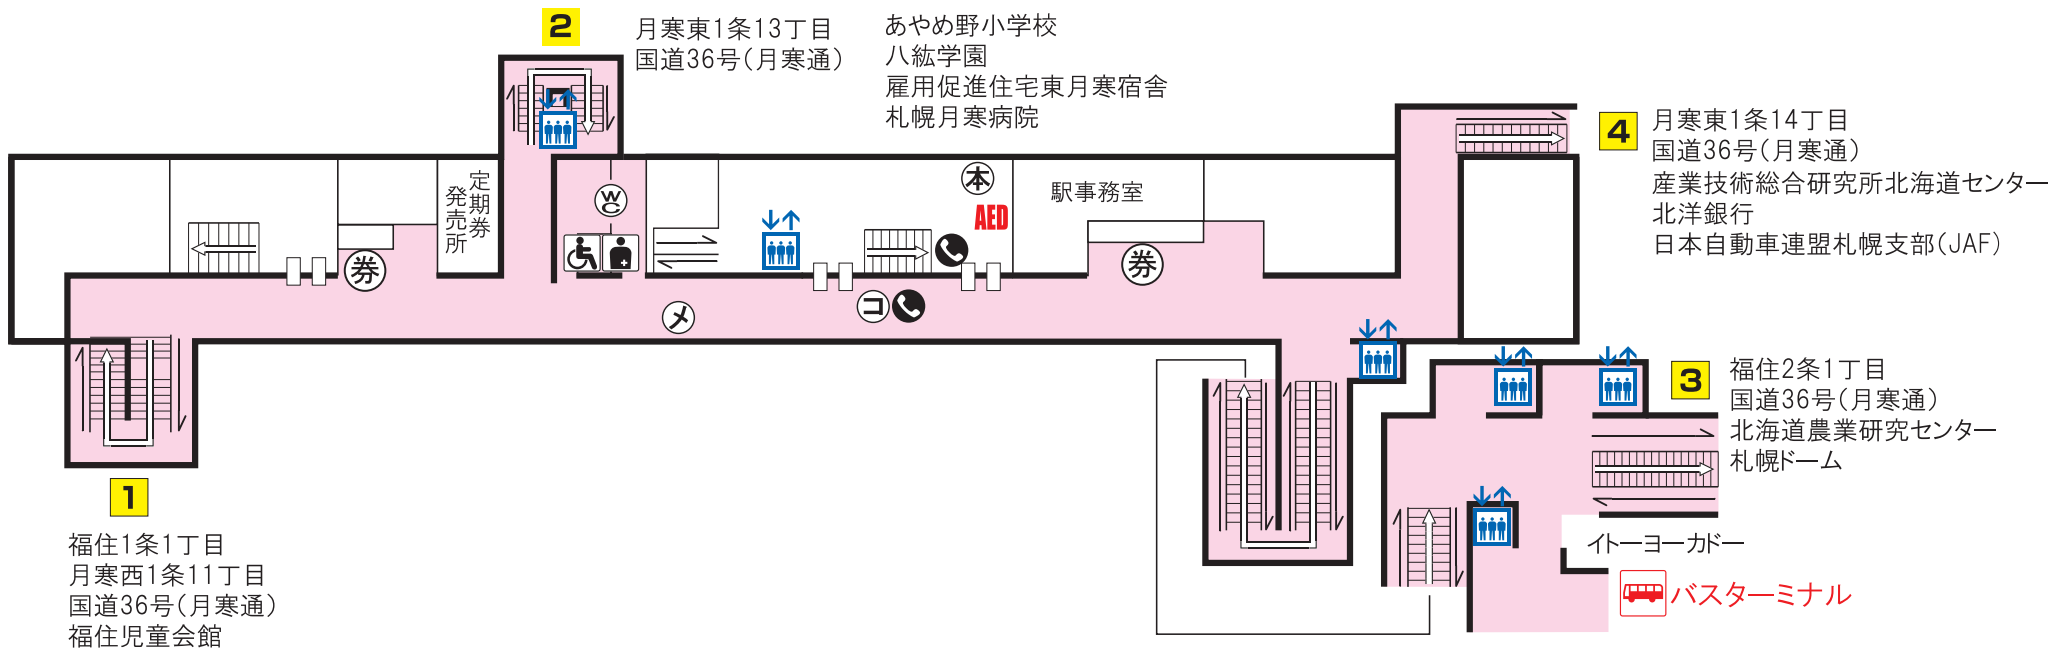 2
月寒東1条13丁目
国道36号(月寒通)
あやめ野小学校
八紘学園
雇用促進住宅東月寒宿舎
札幌月寒病院
4
月寒東1条14丁目
国道36号(月寒通)
産業技術総合研究所北海道センター
北洋銀行
日本自動車連盟札幌支部(JAF)
定期券
発売所
WC
本
AED
駅事務室
券
券
メ
コ
3
福住2条1丁目
国道36号(月寒通)
北海道農業研究センター
札幌ドーム
イトーヨーカドー
バスターミナル
1
福住1条1丁目
月寒西1条11丁目
国道36号(月寒通)
福住児童会館